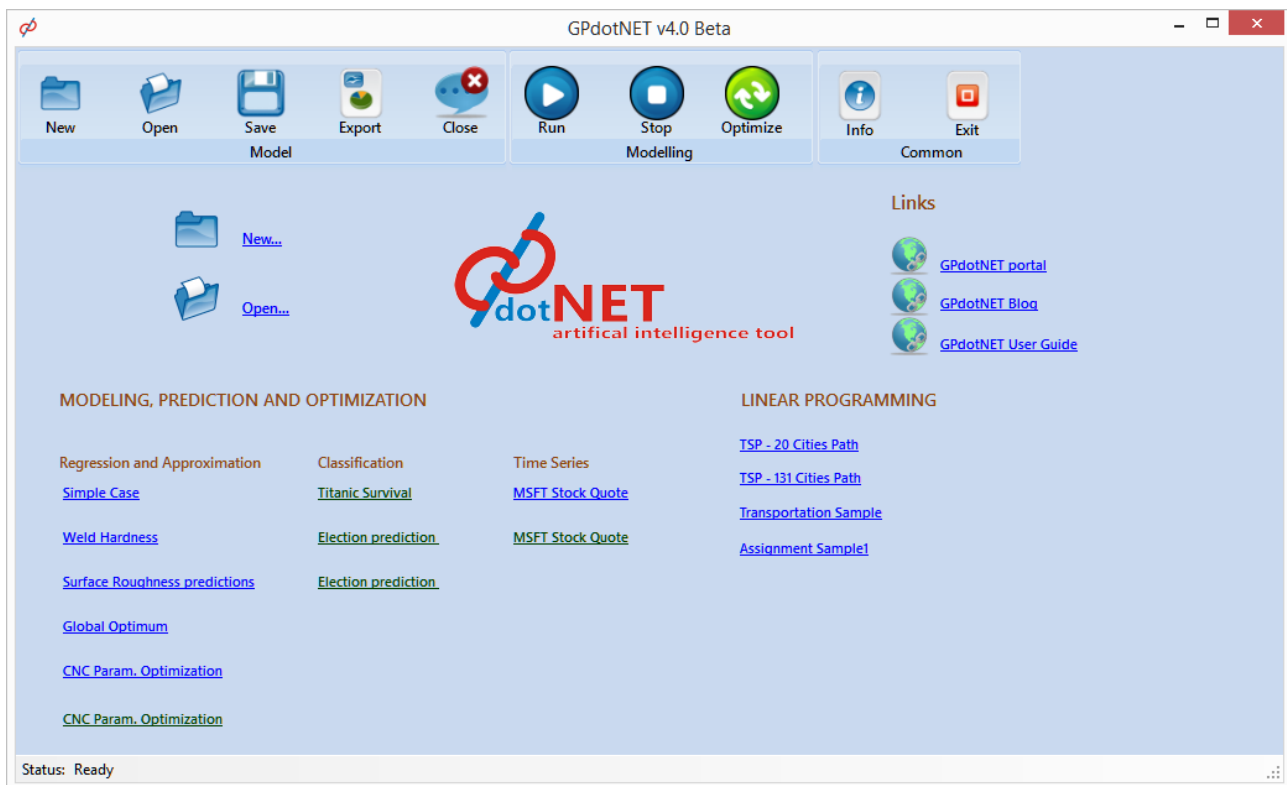 GPdotNET v4.0 Beta
New Open Save Export Close Run Stop Optimize Info Exit
Model Modelling Common
Links
New...
GPdotNET portal
Open...
GPdotNET Blog
GPdotNET User Guide
dotNET
artifical intelligence tool
MODELING, PREDICTION AND OPTIMIZATION
Regression and Approximation
Simple Case
Weld Hardness
Surface Roughness predictions
Global Optimum
CNC Param. Optimization
CNC Param. Optimization
Classification
Titanic Survival
Election prediction
Election prediction
Time Series
MSFT Stock Quote
MSFT Stock Quote
LINEAR PROGRAMMING
TSP - 20 Cities Path
TSP - 131 Cities Path
Transportation Sample
Assignment Sample1
Status: Ready